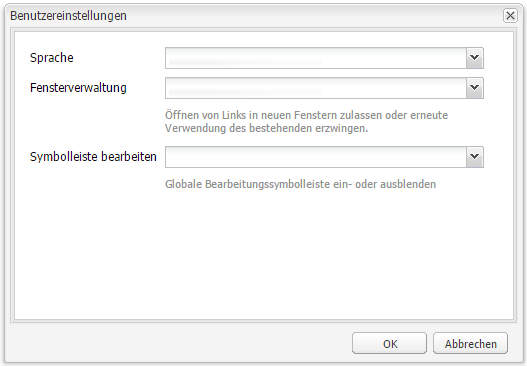 Benutzereinstellungen
Sprache
Fensterverwaltung
Öffnen von Links in neuen Fenstern zulassen oder erneute
Verwendung des bestehenden erzwingen.
Symbolleiste bearbeiten
Globale Bearbeitungssymbolleiste ein- oder ausblenden
OK
Abbrechen